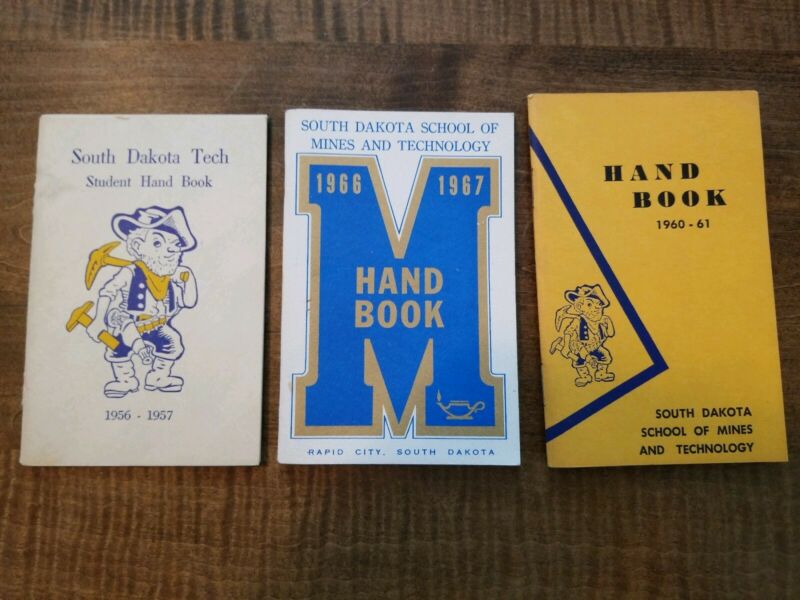 South Dakota Tech
Student Hand Book
1956 - 1957
SOUTH DAKOTA SCHOOL OF
MINES AND TECHNOLOGY
1966 1967
HAND
BOOK
RAPID CITY, SOUTH DAKOTA
HAND
BOOK
1960 - 61
SOUTH DAKOTA
SCHOOL OF MINES
AND TECHNOLOGY